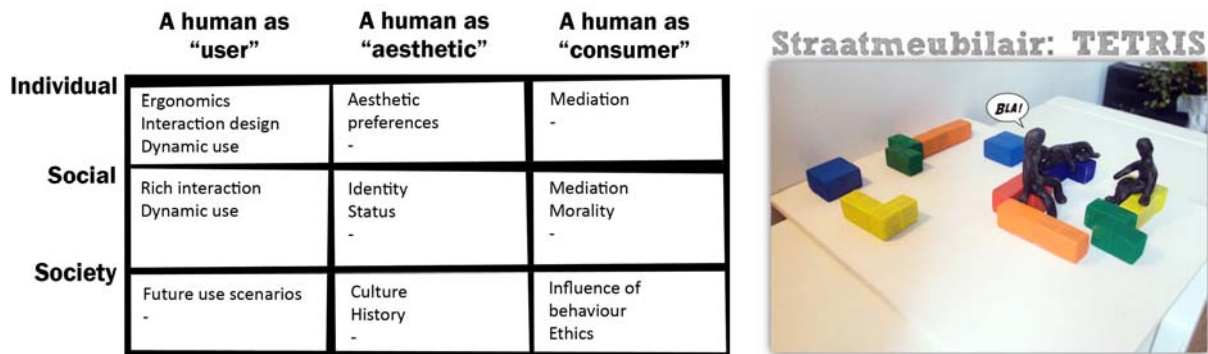 A human as
"user"
A human as
"aesthetic"
A human as
"consumer"
Individual
Ergonomics
Interaction design
Dynamic use
Aesthetic
preferences
-
Mediation
-
Social
Rich interaction
Dynamic use
Identity
Status
-
Mediation
Morality
-
Society
Future use scenarios
-
Culture
History
-
Influence of
behaviour
Ethics
Straatmeubilair: TETRIS
BLA!